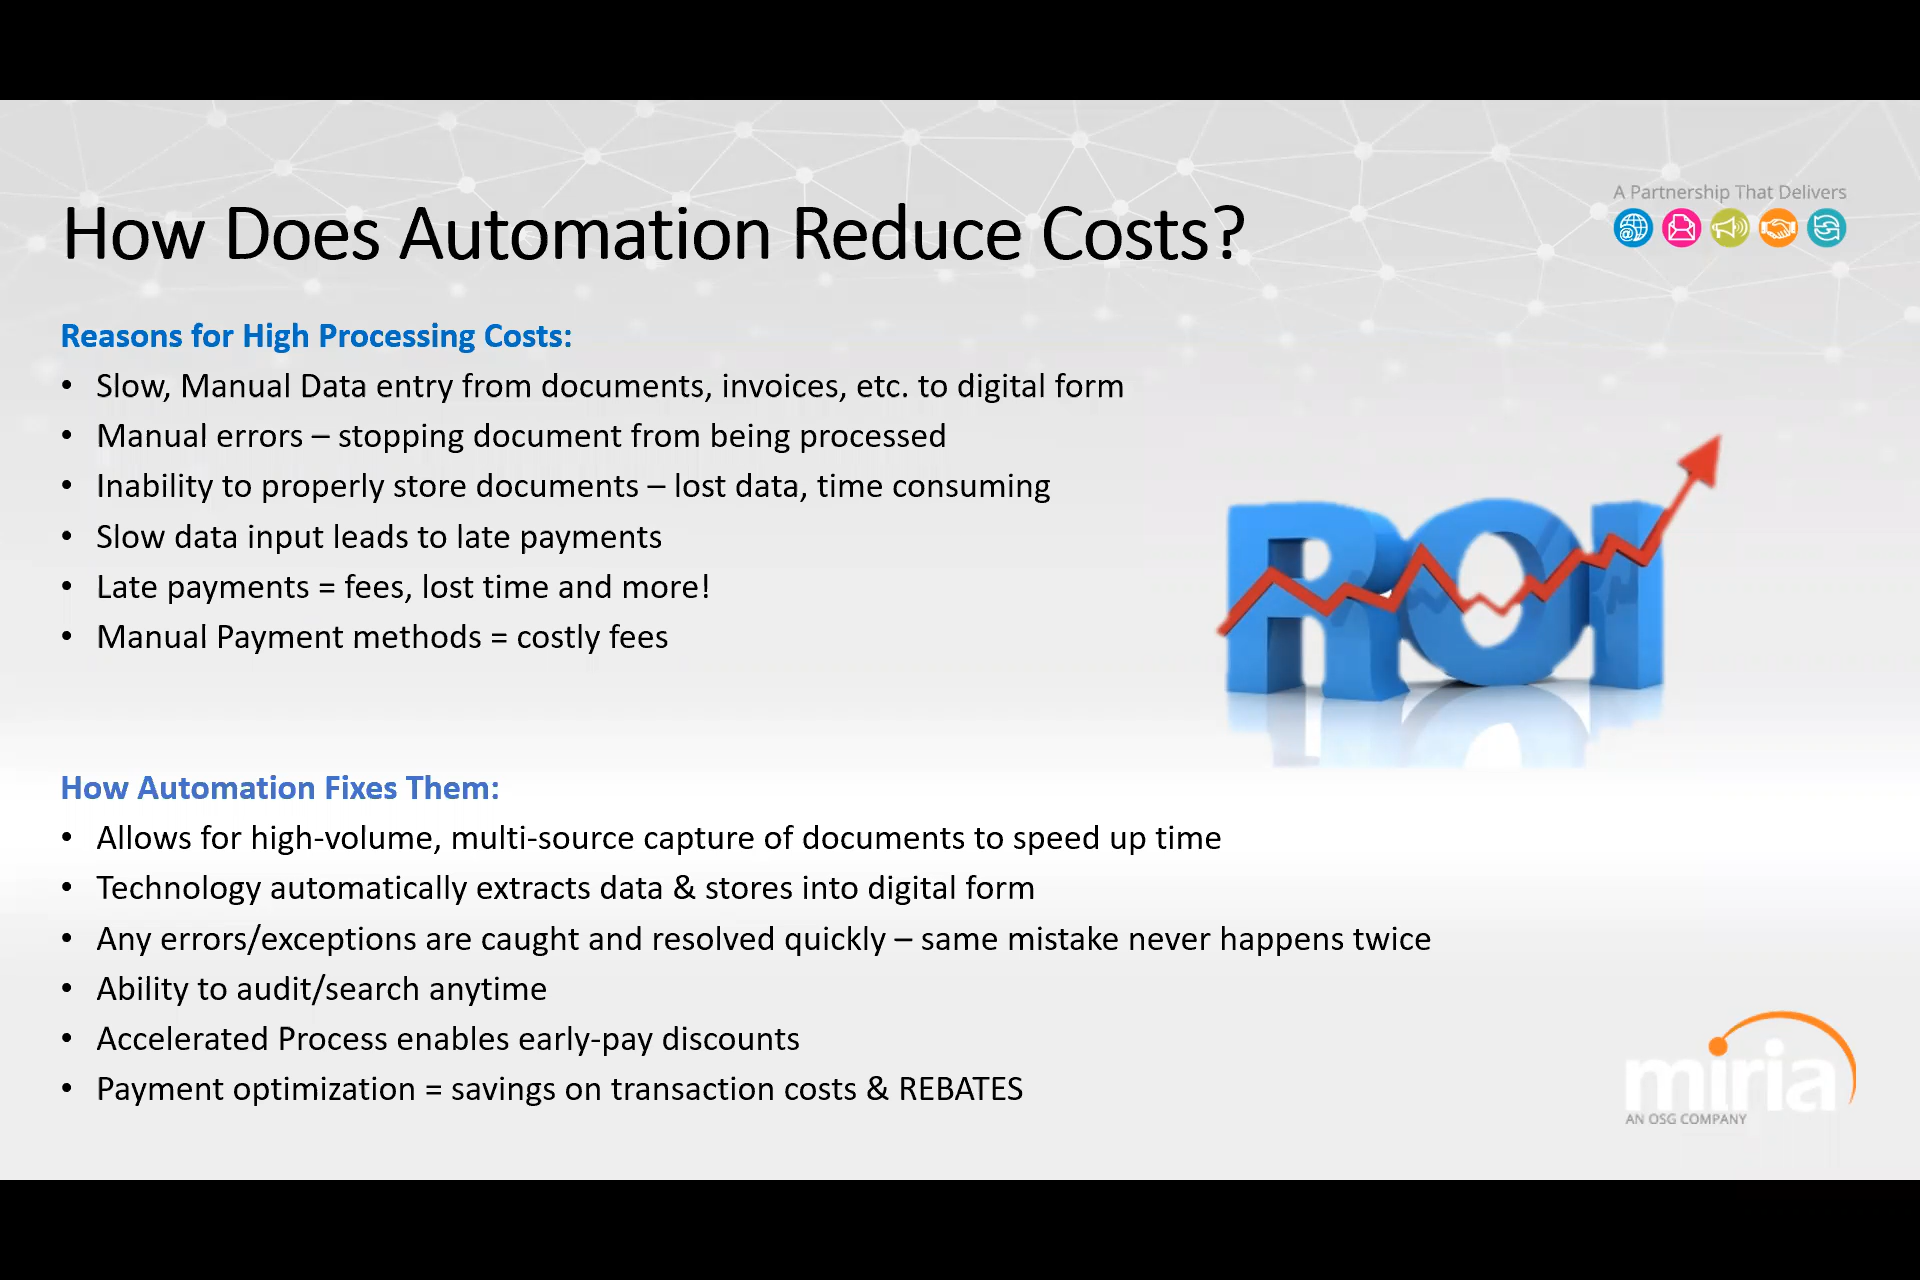 A Partnership That Delivers
How Does Automation Reduce Costs?
Reasons for High Processing Costs:
• Slow, Manual Data entry from documents, invoices, etc. to digital form
• Manual errors – stopping document from being processed
• Inability to properly store documents – lost data, time consuming
• Slow data input leads to late payments
• Late payments = fees, lost time and more!
• Manual Payment methods = costly fees
ROI
How Automation Fixes Them:
• Allows for high-volume, multi-source capture of documents to speed up time
• Technology automatically extracts data & stores into digital form
• Any errors/exceptions are caught and resolved quickly – same mistake never happens twice
• Ability to audit/search anytime
• Accelerated Process enables early-pay discounts
• Payment optimization = savings on transaction costs & REBATES
miria
AN OSG COMPANY